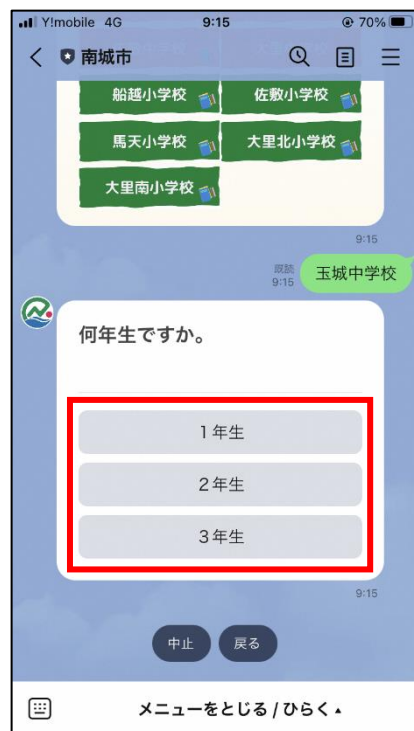 Y!mobile 4G 9:15 70%
南城市
船越小学校 佐敷小学校
馬天小学校 大里北小学校
大里南小学校
9:15
既読
9:15
玉城中学校
何年生ですか。
1年生
2年生
3年生
9:15
中止 戻る
メニューをとじる / ひらく ▴